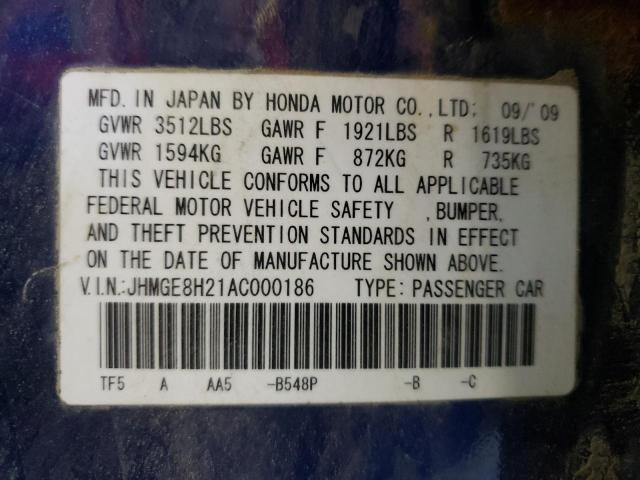 MFD. IN JAPAN BY HONDA MOTOR CO.,LTD: 09/'09
GVWR 3512LBS GAWR F 1921LBS R 1619LBS
GVWR 1594KG GAWR F 872KG R 735KG
THIS VEHICLE CONFORMS TO ALL APPLICABLE
FEDERAL MOTOR VEHICLE SAFETY ,BUMPER,
AND THEFT PREVENTION STANDARDS IN EFFECT
ON THE DATE OF MANUFACTURE SHOWN ABOVE.
V.I.N.:JHMGE8H21AC000186 TYPE: PASSENGER CAR
TF5 A AA5 -B548P -B -C